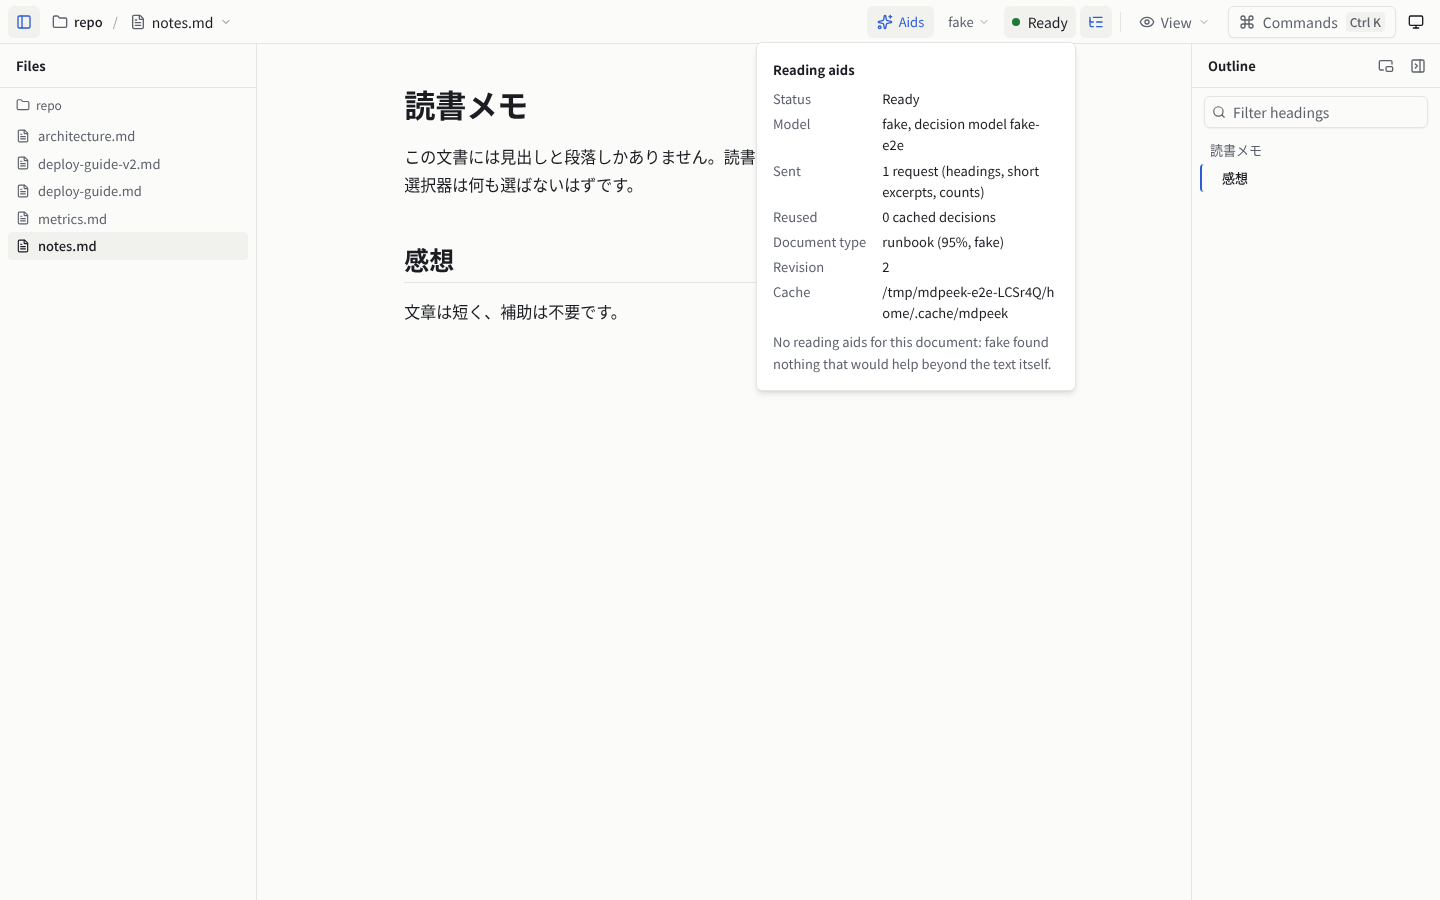 repo / notes.md
Aids fake Ready View Commands Ctrl K
Files
repo
architecture.md
deploy-guide-v2.md
deploy-guide.md
metrics.md
notes.md
読書メモ
この文書には見出しと段落しかありません。読書
選択器は何も選ばないはずです。
感想
文章は短く、補助は不要です。
Reading aids
Status Ready
Model fake, decision model fake-
e2e
Sent 1 request (headings, short
excerpts, counts)
Reused 0 cached decisions
Document type runbook (95%, fake)
Revision 2
Cache /tmp/mdpeek-e2e-LCSr4Q/h
ome/.cache/mdpeek
No reading aids for this document: fake found
nothing that would help beyond the text itself.
Outline
Filter headings
読書メモ
感想